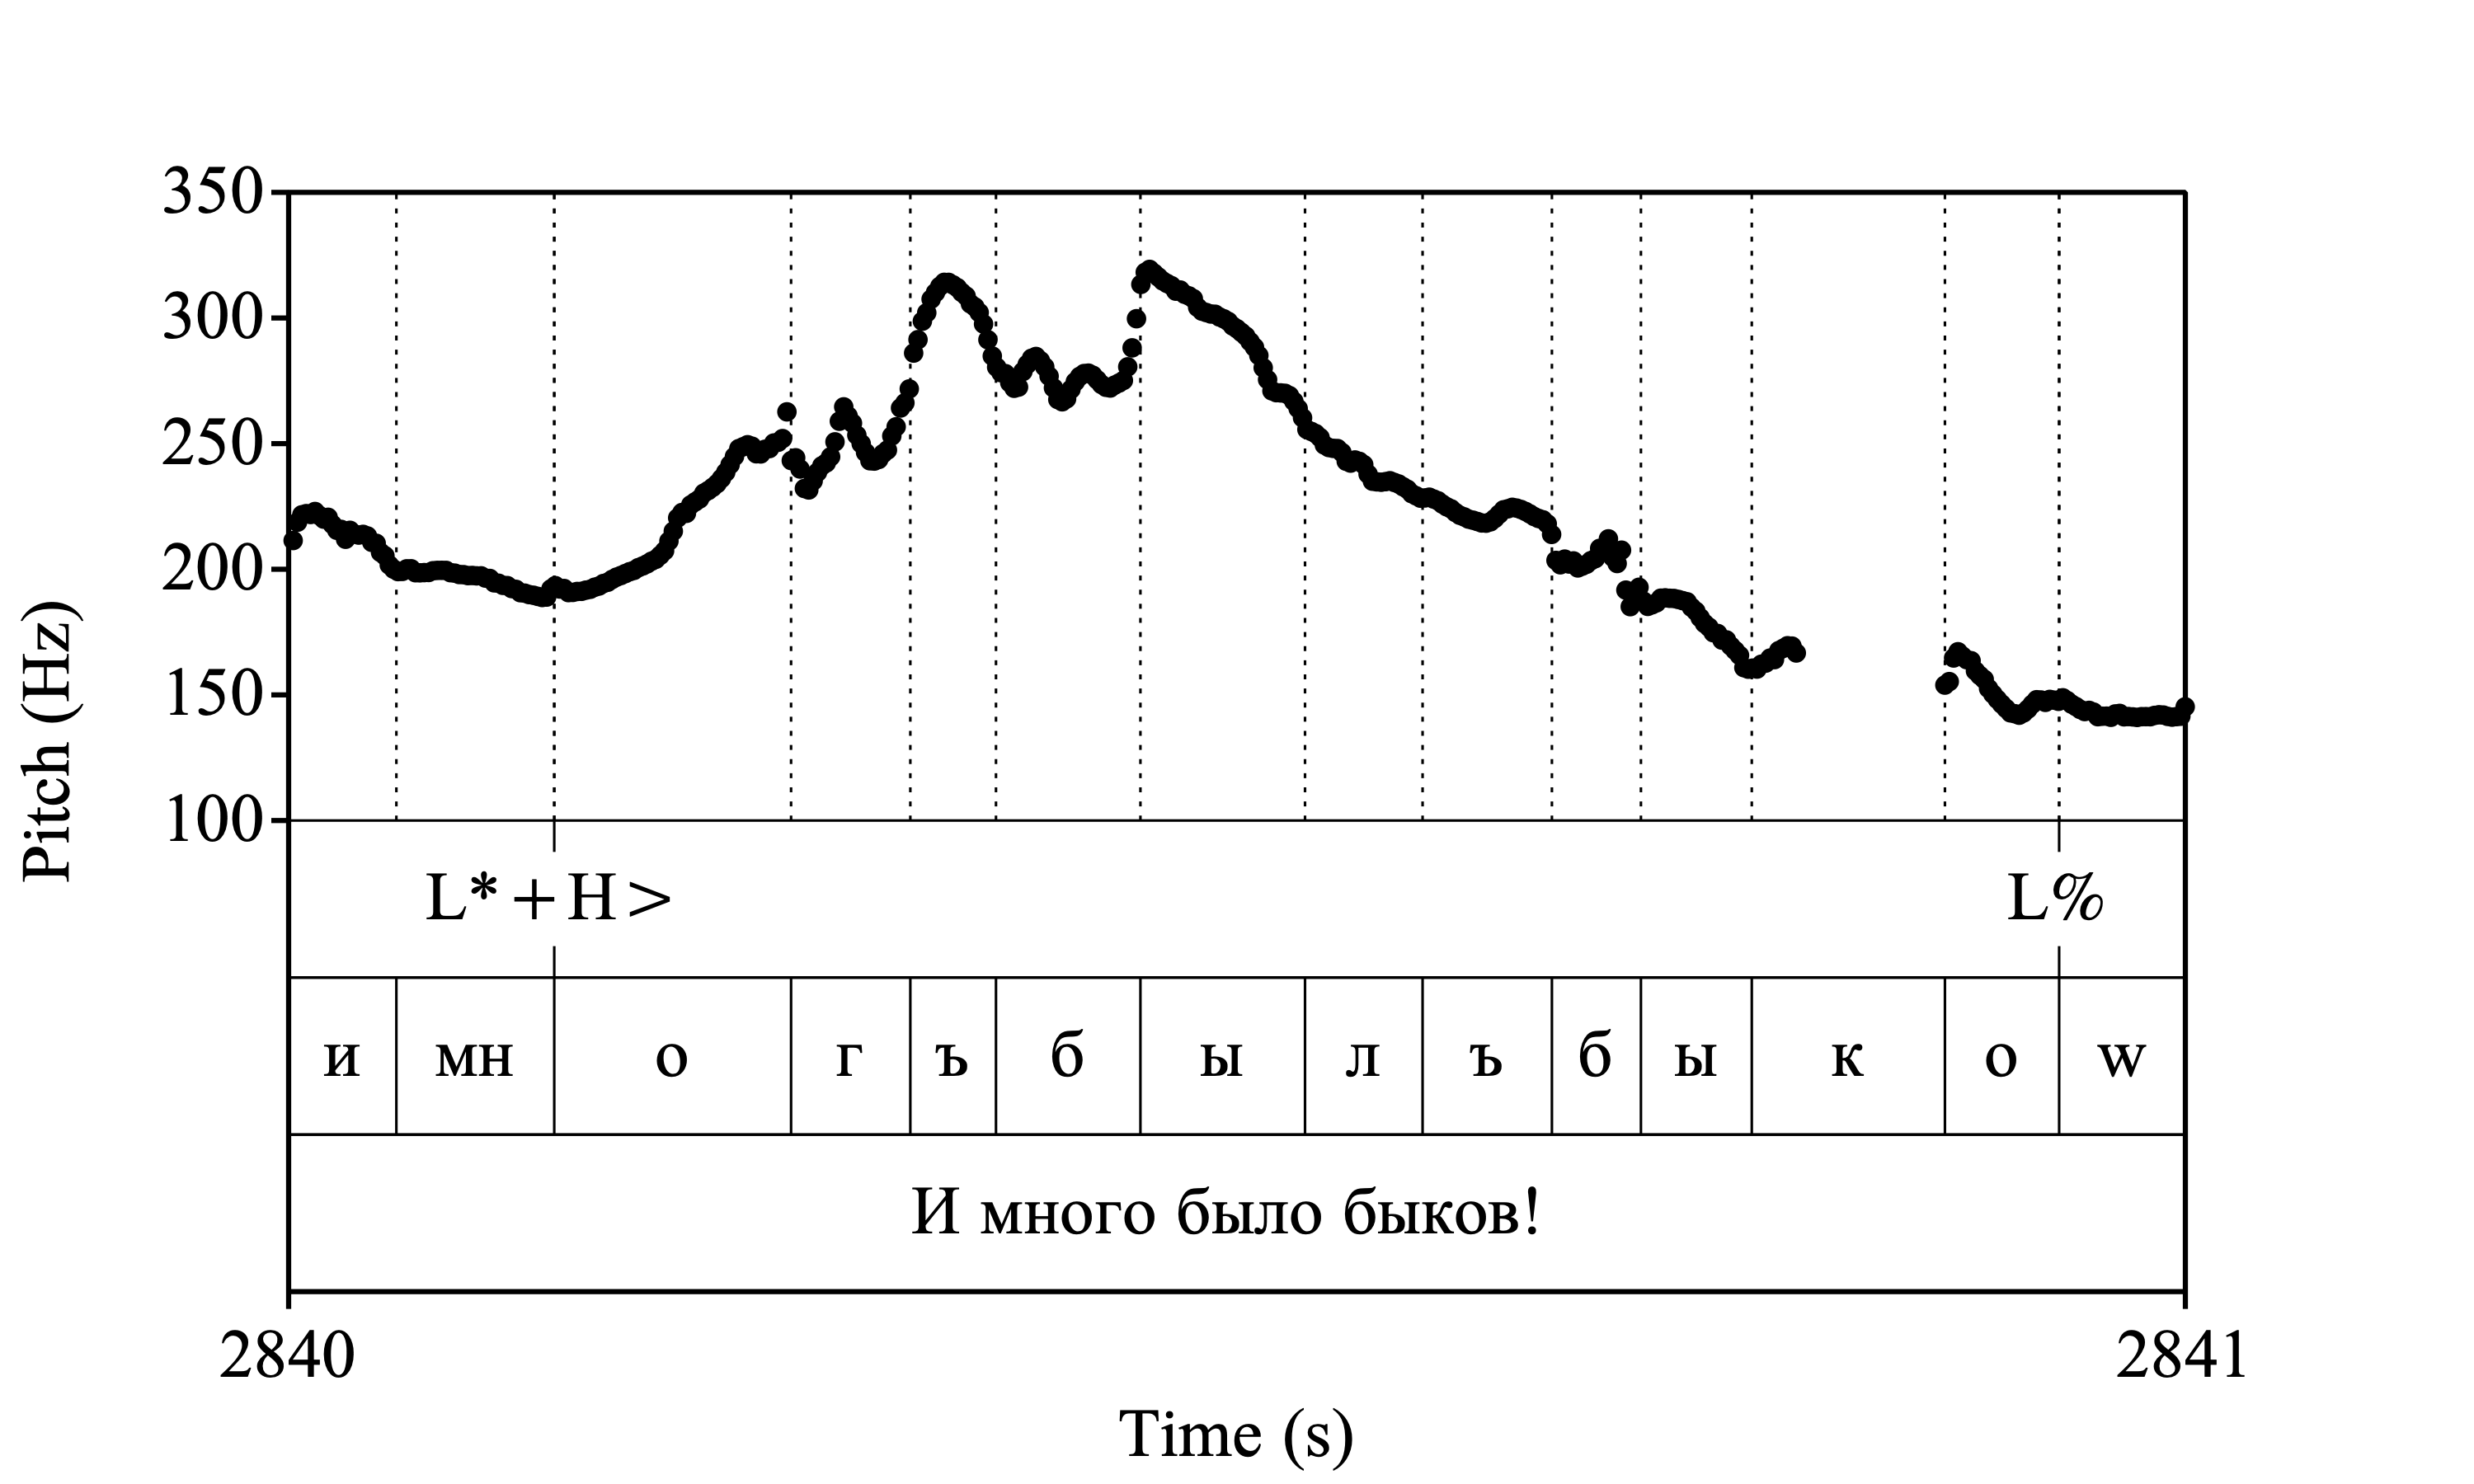 350
300
250
200
150
100
Pitch (Hz)
L*+H> L%
и мн о г ъ б ы л ъ б ы к о w
И много было быков!
2840 2841
Time (s)